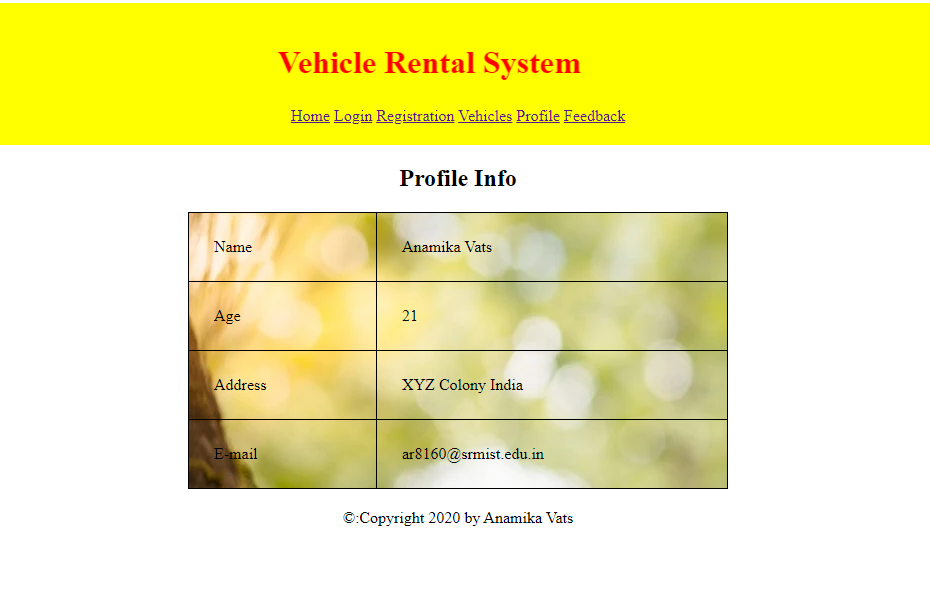 Vehicle Rental System
Home Login Registration Vehicles Profile Feedback
Profile Info
Name Anamika Vats
Age 21
Address XYZ Colony India
E-mail ar8160@srmist.edu.in
©:Copyright 2020 by Anamika Vats